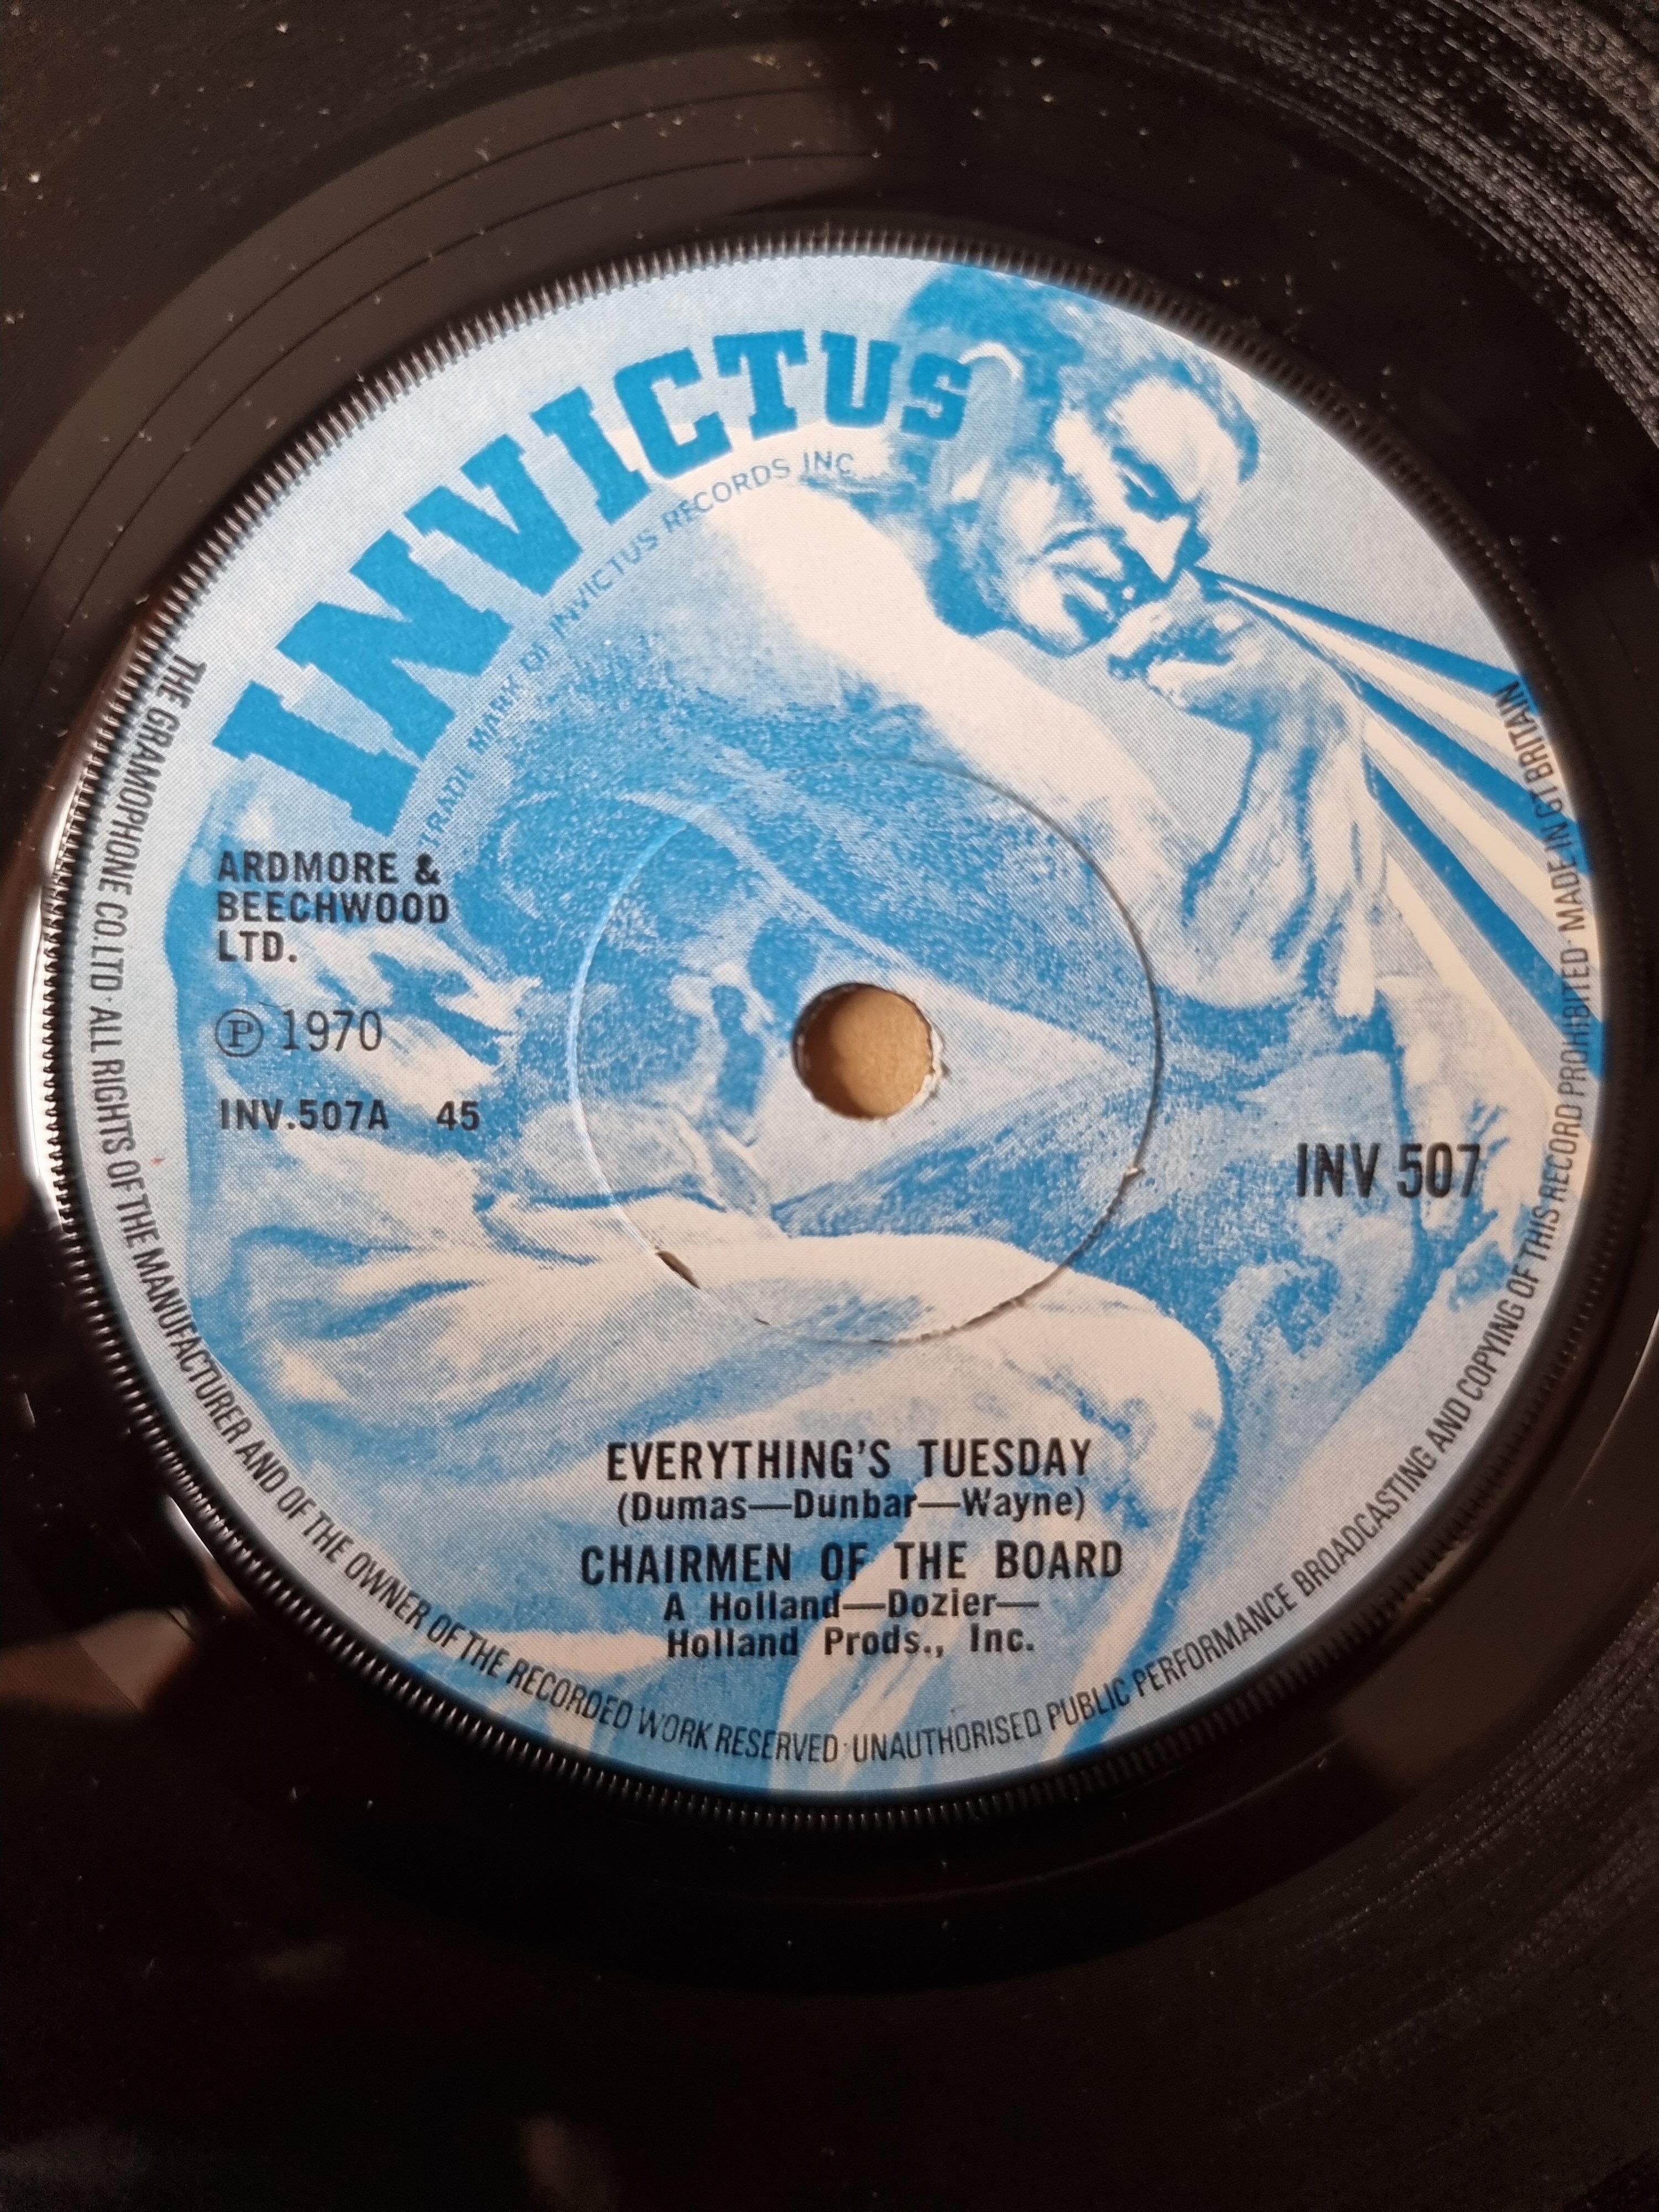 INVICTUS
TRADE MARK OF INVICTUS RECORDS INC.
ARDMORE &
BEECHWOOD
LTD.
Ⓟ 1970
INV.507A 45
INV 507
EVERYTHING'S TUESDAY
(Dumas—Dunbar—Wayne)
CHAIRMEN OF THE BOARD
A Holland—Dozier—
Holland Prods., Inc.
THE GRAMOPHONE CO.LTD · ALL RIGHTS OF THE MANUFACTURER AND OF THE OWNER OF THE RECORDED WORK RESERVED · UNAUTHORISED PUBLIC PERFORMANCE BROADCASTING AND COPYING OF THIS RECORD PROHIBITED · MADE IN GT BRITAIN